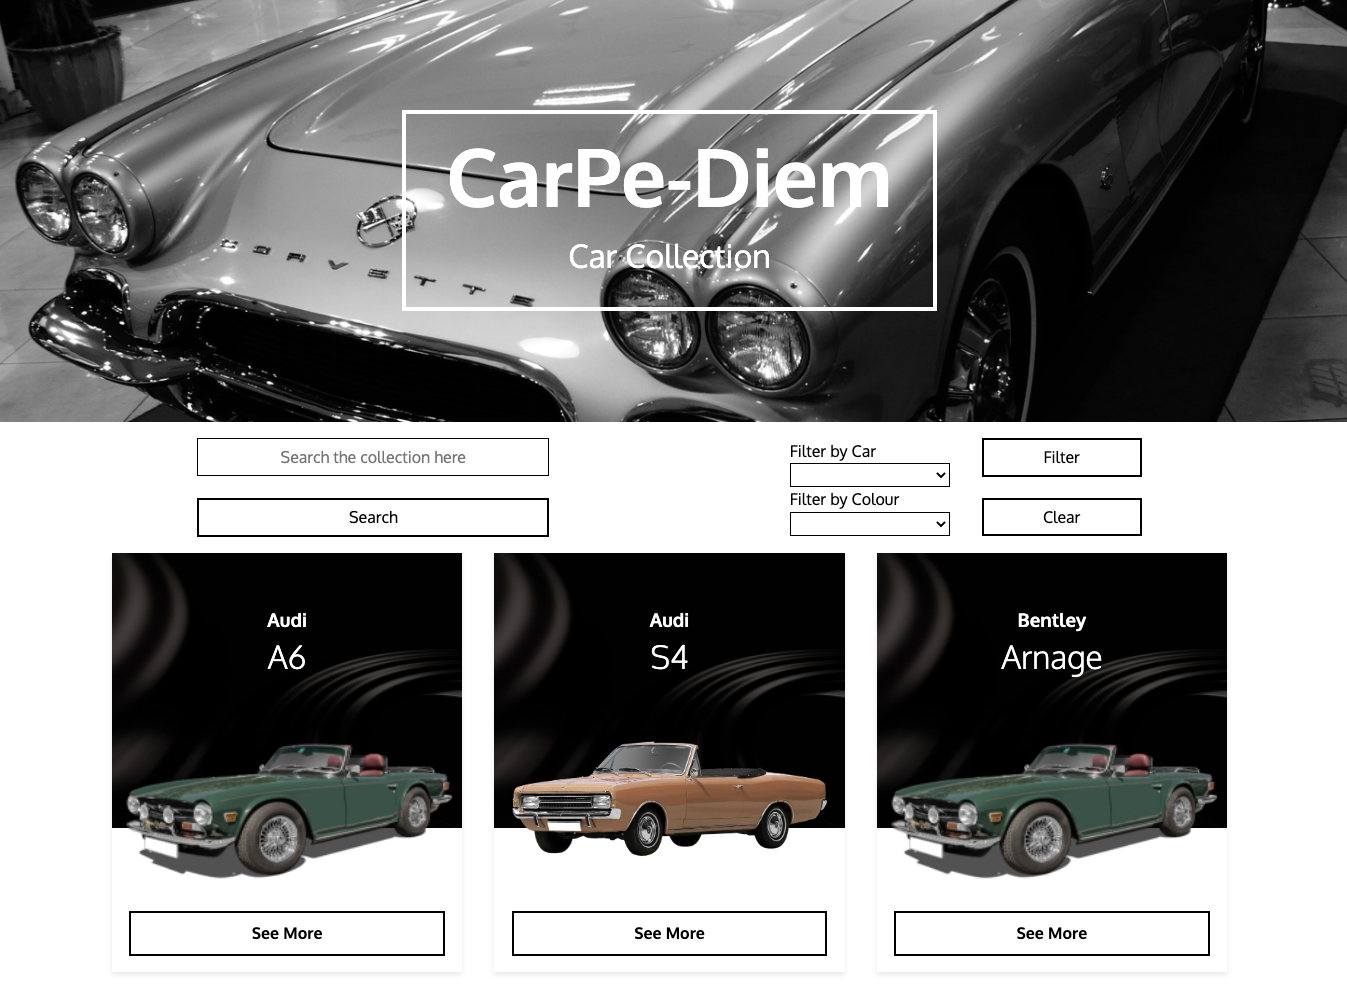 CarPe-Diem
Car Collection
CORVETTE
Search the collection here
Search
Filter by Car
Filter by Colour
Filter
Clear
Audi
A6
See More
Audi
S4
See More
Bentley
Arnage
See More